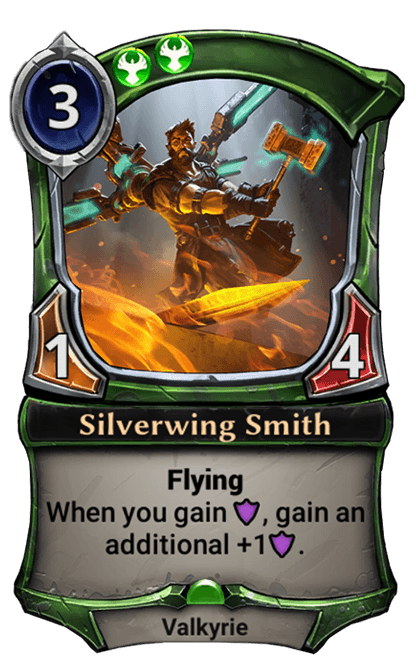 3
1
4
Silverwing Smith
Flying
When you gain , gain an
additional +1 .
Valkyrie